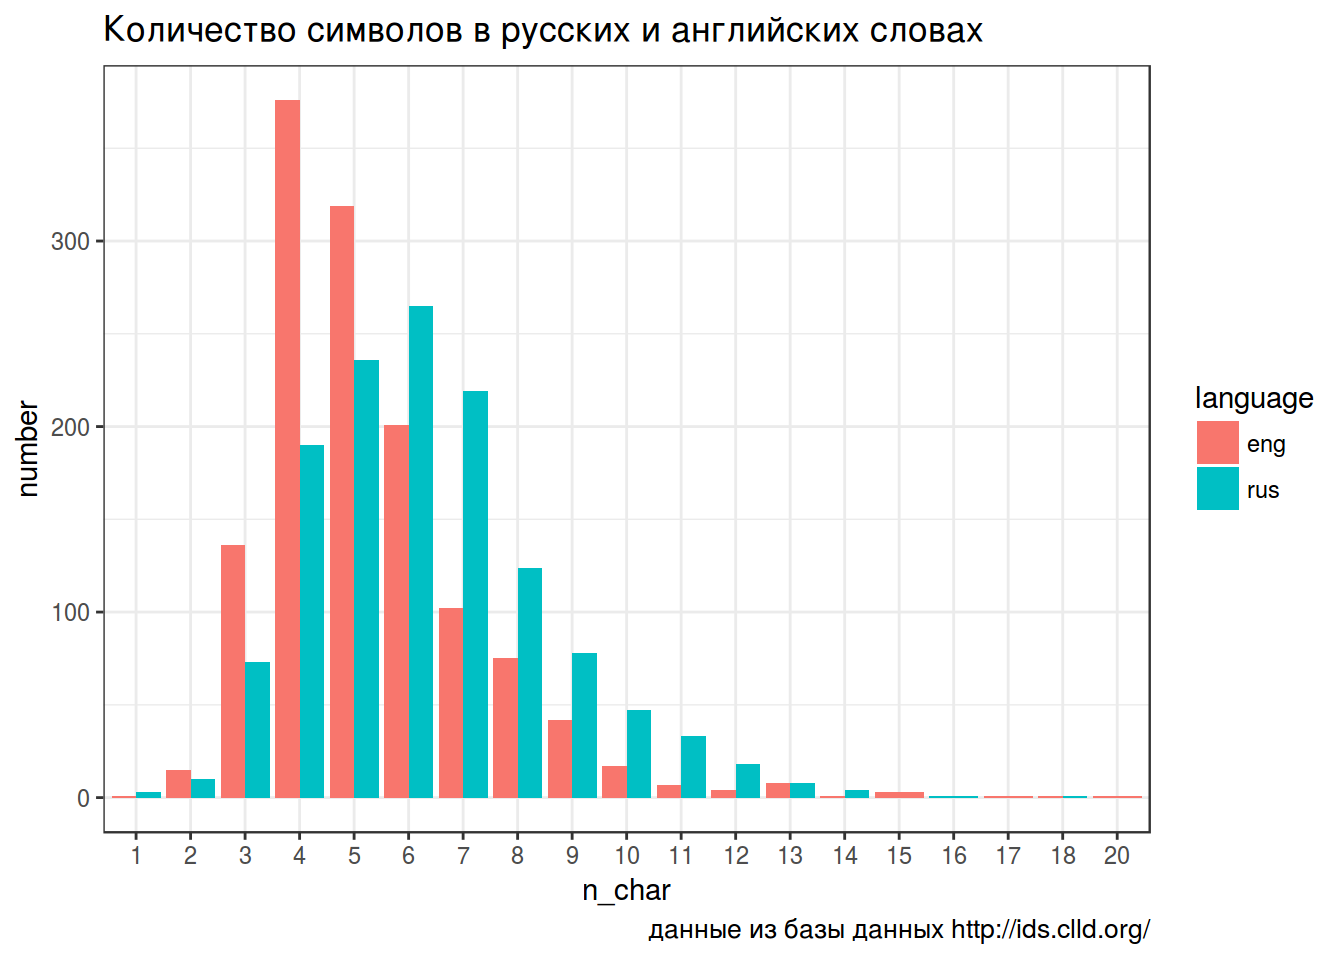 Количество символов в русских и английских словах
number
300
200
100
0
1 2 3 4 5 6 7 8 9 10 11 12 13 14 15 16 17 18 20
n_char
language
eng
rus
данные из базы данных http://ids.clld.org/